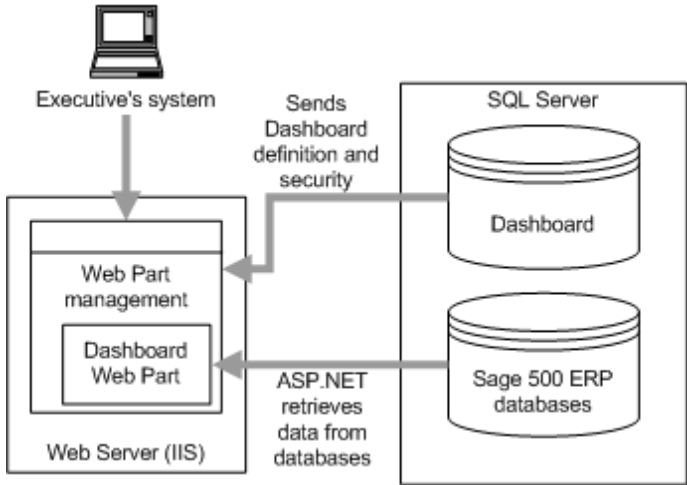 Executive's system
Sends
Dashboard
definition and
security
SQL Server
Dashboard
Web Part
management
Dashboard
Web Part
ASP.NET
retrieves
data from
databases
Sage 500 ERP
databases
Web Server (IIS)